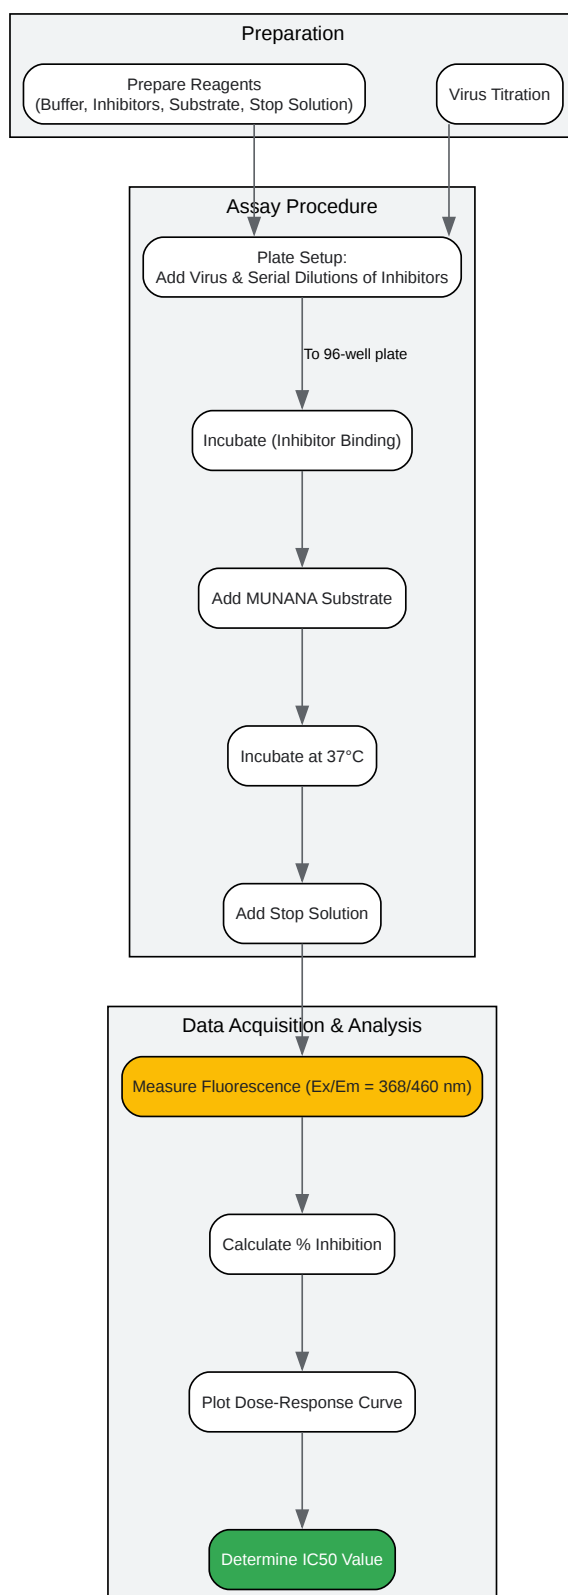 Preparation
Prepare Reagents
(Buffer, Inhibitors, Substrate, Stop Solution)
Virus Titration
Assay Procedure
Plate Setup:
Add Virus & Serial Dilutions of Inhibitors
To 96-well plate
Incubate (Inhibitor Binding)
Add MUNANA Substrate
Incubate at 37°C
Add Stop Solution
Data Acquisition & Analysis
Measure Fluorescence (Ex/Em = 368/460 nm)
Calculate % Inhibition
Plot Dose-Response Curve
Determine IC50 Value